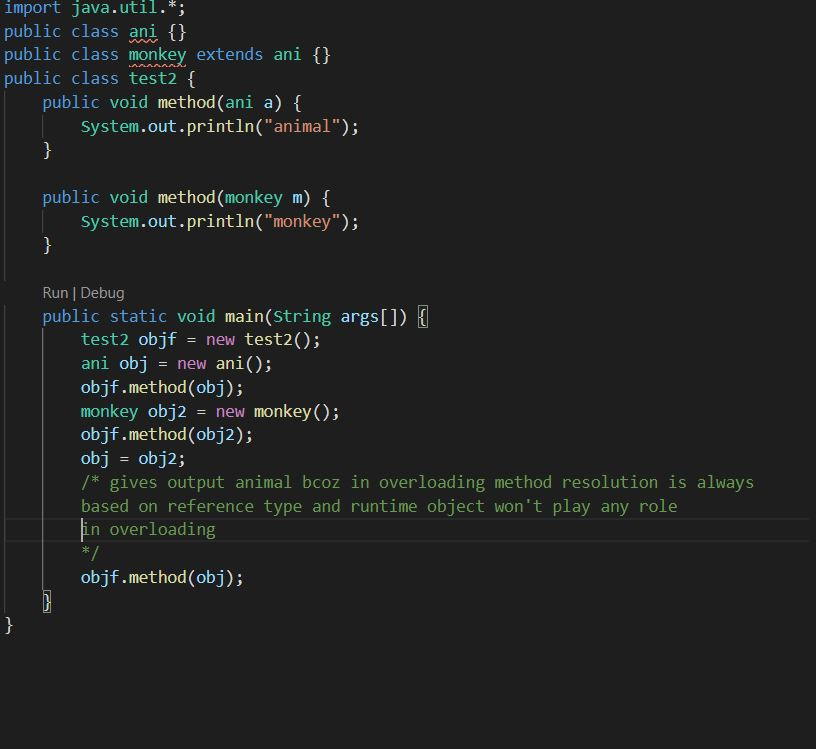 import java.util.*;
public class ani {}
public class monkey extends ani {}
public class test2 {
    public void method(ani a) {
        System.out.println("animal");
    }

    public void method(monkey m) {
        System.out.println("monkey");
    }

    Run | Debug
    public static void main(String args[]) {
        test2 objf = new test2();
        ani obj = new ani();
        objf.method(obj);
        monkey obj2 = new monkey();
        objf.method(obj2);
        obj = obj2;
        /* gives output animal bcoz in overloading method resolution is always
        based on reference type and runtime object won't play any role
        in overloading
        */
        objf.method(obj);
    }
}